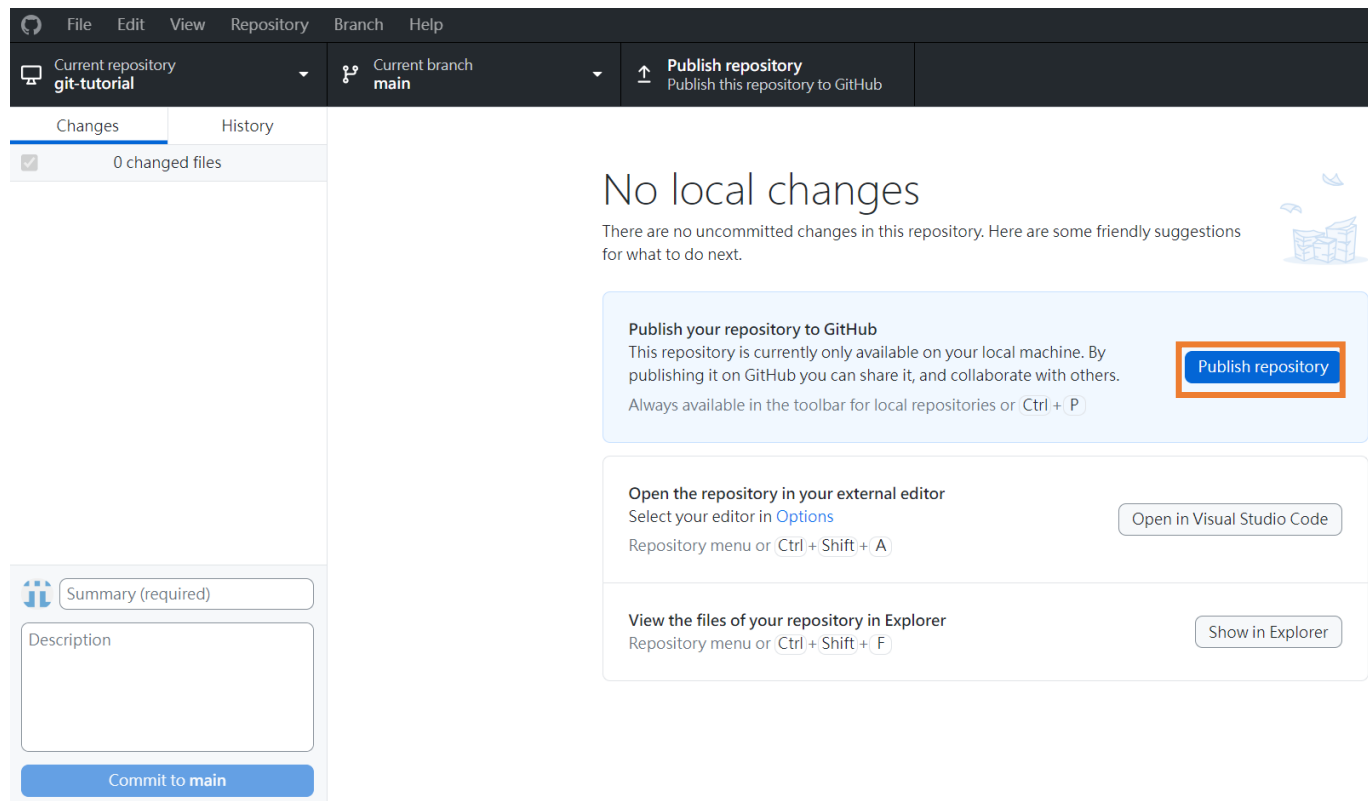 File Edit View Repository Branch Help
Current repository
git-tutorial
Current branch
main
Publish repository
Publish this repository to GitHub
Changes History
0 changed files
No local changes
There are no uncommitted changes in this repository. Here are some friendly suggestions
for what to do next.
Publish your repository to GitHub
This repository is currently only available on your local machine. By
publishing it on GitHub you can share it, and collaborate with others.
Always available in the toolbar for local repositories or Ctrl + P
Publish repository
Open the repository in your external editor
Select your editor in Options
Repository menu or Ctrl + Shift + A
Open in Visual Studio Code
View the files of your repository in Explorer
Repository menu or Ctrl + Shift + F
Show in Explorer
Summary (required)
Description
Commit to main